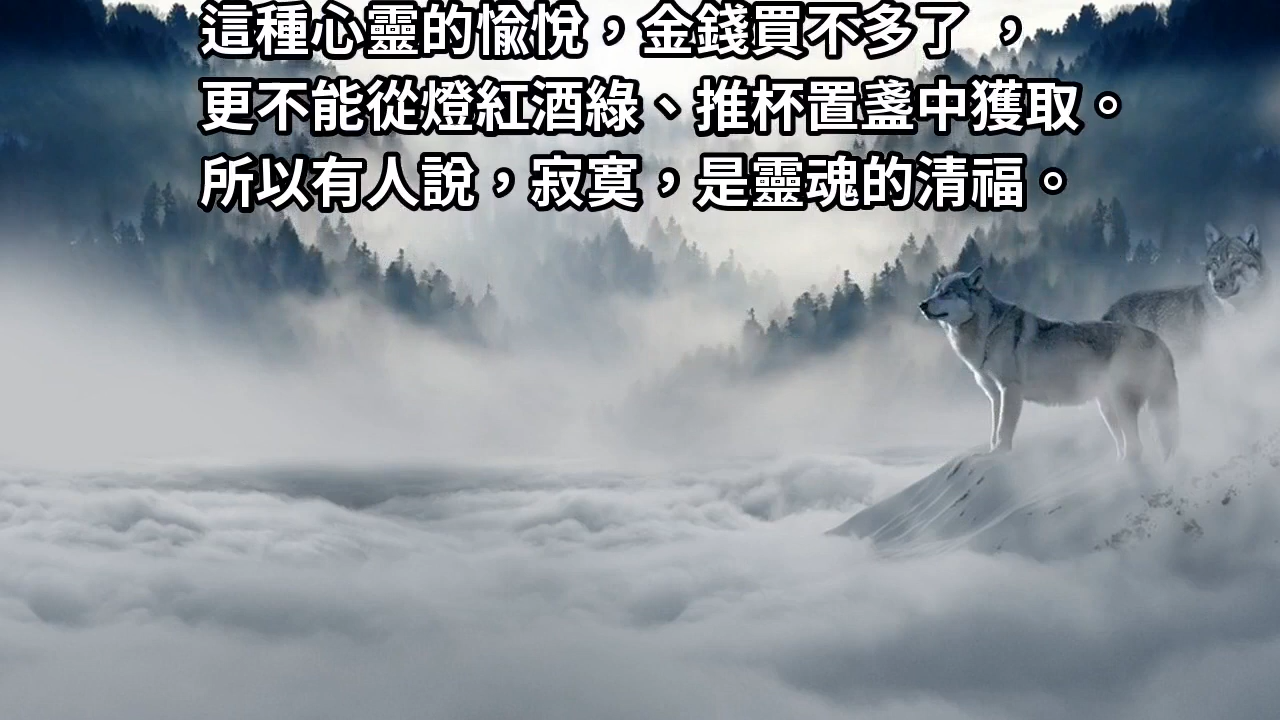 這種心靈的愉悅，金錢買不多了 ，
更不能從燈紅酒綠、推杯置盞中獲取。
所以有人說，寂寞，是靈魂的清福。